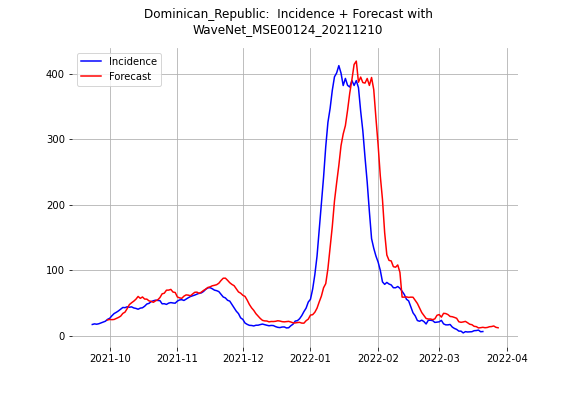 Dominican_Republic:  Incidence + Forecast with
WaveNet_MSE00124_20211210
Incidence
Forecast
400
300
200
100
0
2021-10 2021-11 2021-12 2022-01 2022-02 2022-03 2022-04